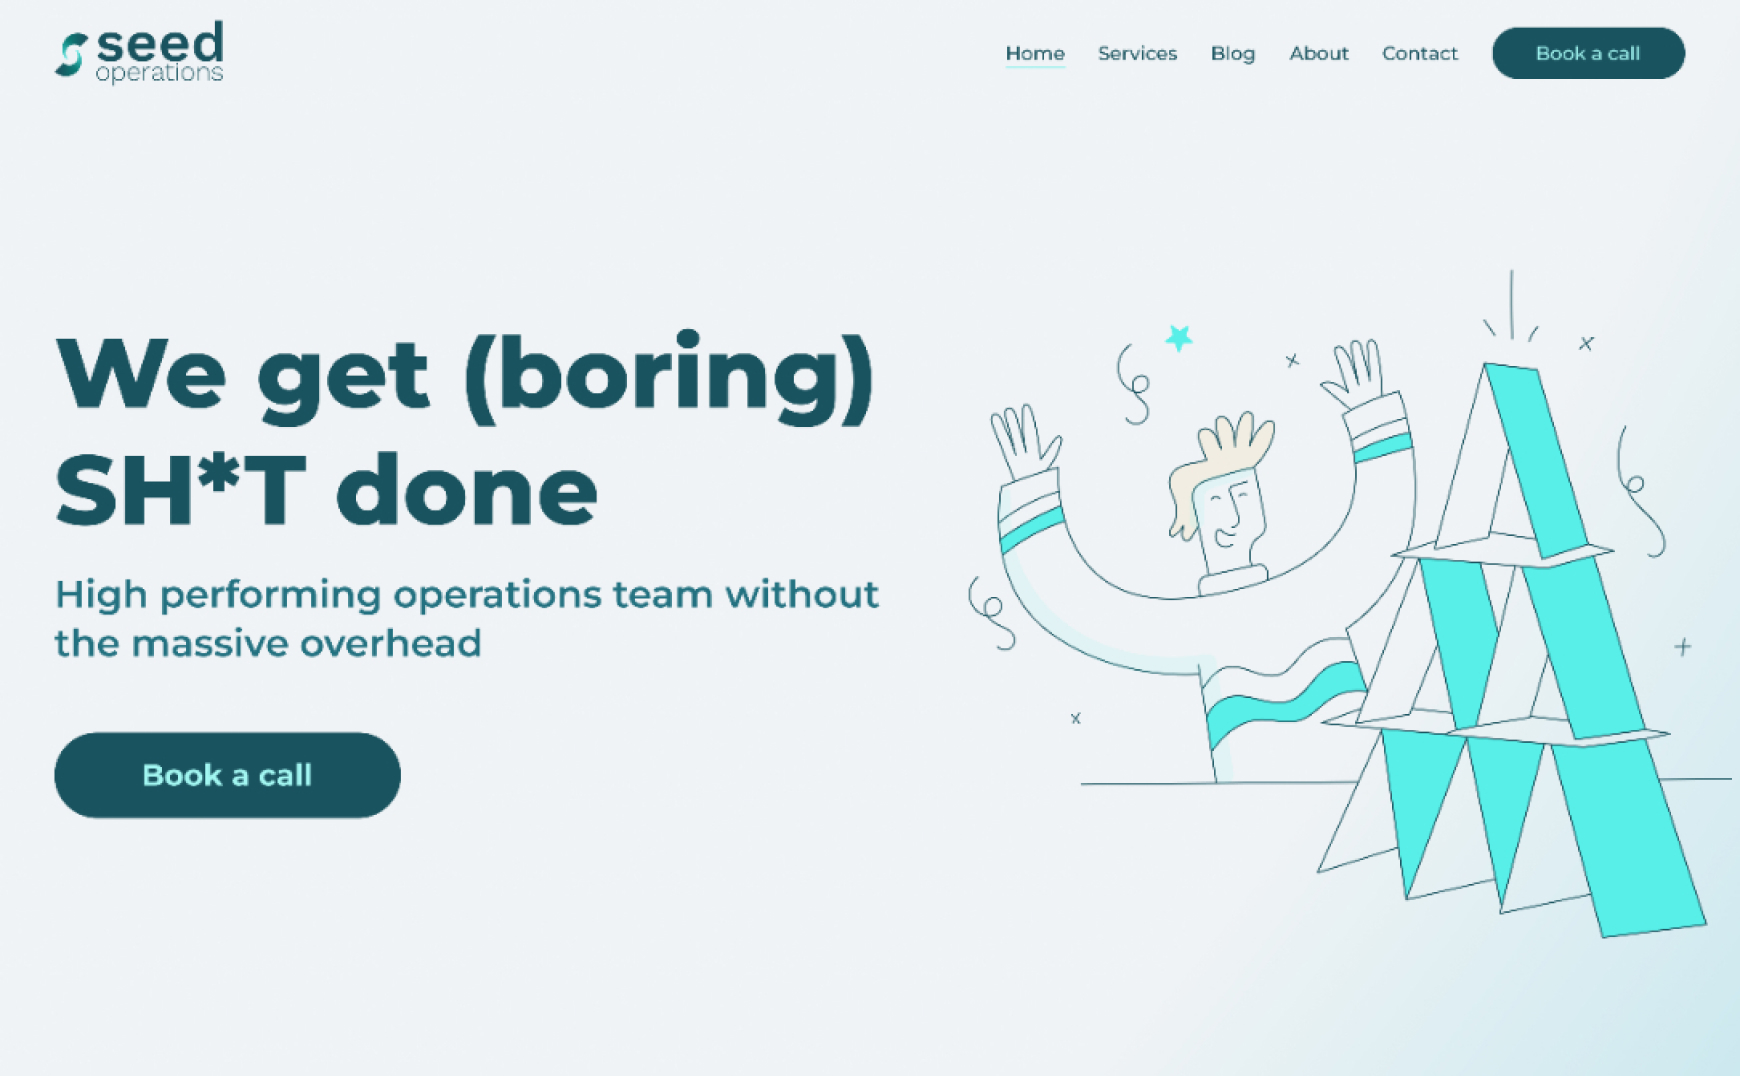 seed
operations
Home Services Blog About Contact Book a call
We get (boring)
SH*T done
High performing operations team without
the massive overhead
Book a call